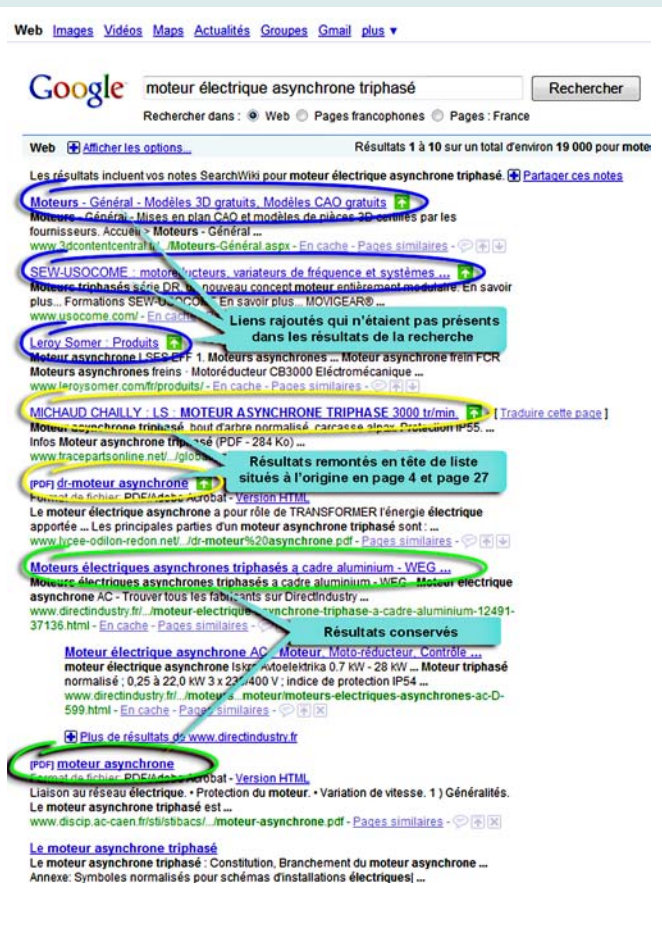 Web Images Vidéos Maps Actualités Groupes Gmail plus ▼
Google moteur électrique asynchrone triphasé Rechercher
Rechercher dans : Web Pages francophones Pages : France
Web Afficher les options... Résultats 1 à 10 sur un total d'environ 19 000 pour mote
Les résultats incluent vos notes SearchWiki pour moteur électrique asynchrone triphasé. Partager ces notes
Moteurs - Général - Modèles 3D gratuits, Modèles CAO gratuits
Moteurs - Général - Mises en plan CAO et modèles de pièces 3D certifiés par les
fournisseurs. Accueil > Moteurs - Général ...
www.3dcontentcentral.fr/.../Moteurs-Général.aspx - En cache - Pages similaires -
SEW-USOCOME : motoréducteurs, variateurs de fréquence et systèmes ...
Moteurs triphasés série DR, un nouveau concept moteur entièrement modulaire. En savoir
plus... Formations SEW-USOCOME En savoir plus... MOVIGEAR® ...
www.usocome.com/ - En cache
Liens rajoutés qui n'étaient pas présents
dans les résultats de la recherche
Leroy Somer : Produits
Moteur asynchrone LSES EFF 1. Moteurs asynchrones ... Moteur asynchrone frein FCR
Moteurs asynchrones freins · Motoréducteur CB3000 Eléctromécanique ...
www.leroysomer.com/fr/produits/ - En cache - Pages similaires -
MICHAUD CHAILLY : LS : MOTEUR ASYNCHRONE TRIPHASE 3000 tr/min. [ Traduire cette page ]
Moteur asynchrone triphasé, bout d'arbre normalisé, carcasse alpax. Protection IP55. ...
Infos Moteur asynchrone triphasé (PDF - 284 Ko) ...
www.tracepartsonline.net/.../global
Résultats remontés en tête de liste
situés à l'origine en page 4 et page 27
[PDF] dr-moteur asynchrone
Format de fichier: PDF/Adobe Acrobat - Version HTML
Le moteur électrique asynchrone a pour rôle de TRANSFORMER l'énergie électrique
apportée ... Les principales parties d'un moteur asynchrone triphasé sont : ...
www.lycee-odilon-redon.net/.../dr-moteur%20asynchrone.pdf - Pages similaires -
Moteurs électriques asynchrones triphasés a cadre aluminium - WEG ...
Moteurs électriques asynchrones triphasés a cadre aluminium - WEG - Moteur électrique
asynchrone AC - Trouver tous les fabricants sur DirectIndustry ...
www.directindustry.fr/.../moteur-electrique-asynchrone-triphase-a-cadre-aluminium-12491-
37136.html - En cache - Pages similaires -
Résultats conservés
Moteur électrique asynchrone AC - Moteur, Moto-réducteur, Contrôle ...
moteur électrique asynchrone Iskra Avtoelektrika 0.7 kW - 28 kW ... Moteur triphasé
normalisé ; 0,25 à 22,0 kW 3 x 230/400 V ; indice de protection IP54 ...
www.directindustry.fr/.../moteurs...moteur/moteurs-electriques-asynchrones-ac-D-
599.html - En cache - Pages similaires -
Plus de résultats de www.directindustry.fr
[PDF] moteur asynchrone
Format de fichier: PDF/Adobe Acrobat - Version HTML
Liaison au réseau électrique. • Protection du moteur. • Variation de vitesse. 1 ) Généralités.
Le moteur asynchrone triphasé est ...
www.discip.ac-caen.fr/sti/stibacs/.../moteur-asynchrone.pdf - Pages similaires -
Le moteur asynchrone triphasé
Le moteur asynchrone triphasé : Constitution, Branchement du moteur asynchrone ...
Annexe: Symboles normalisés pour schémas d'installations électriques| ...